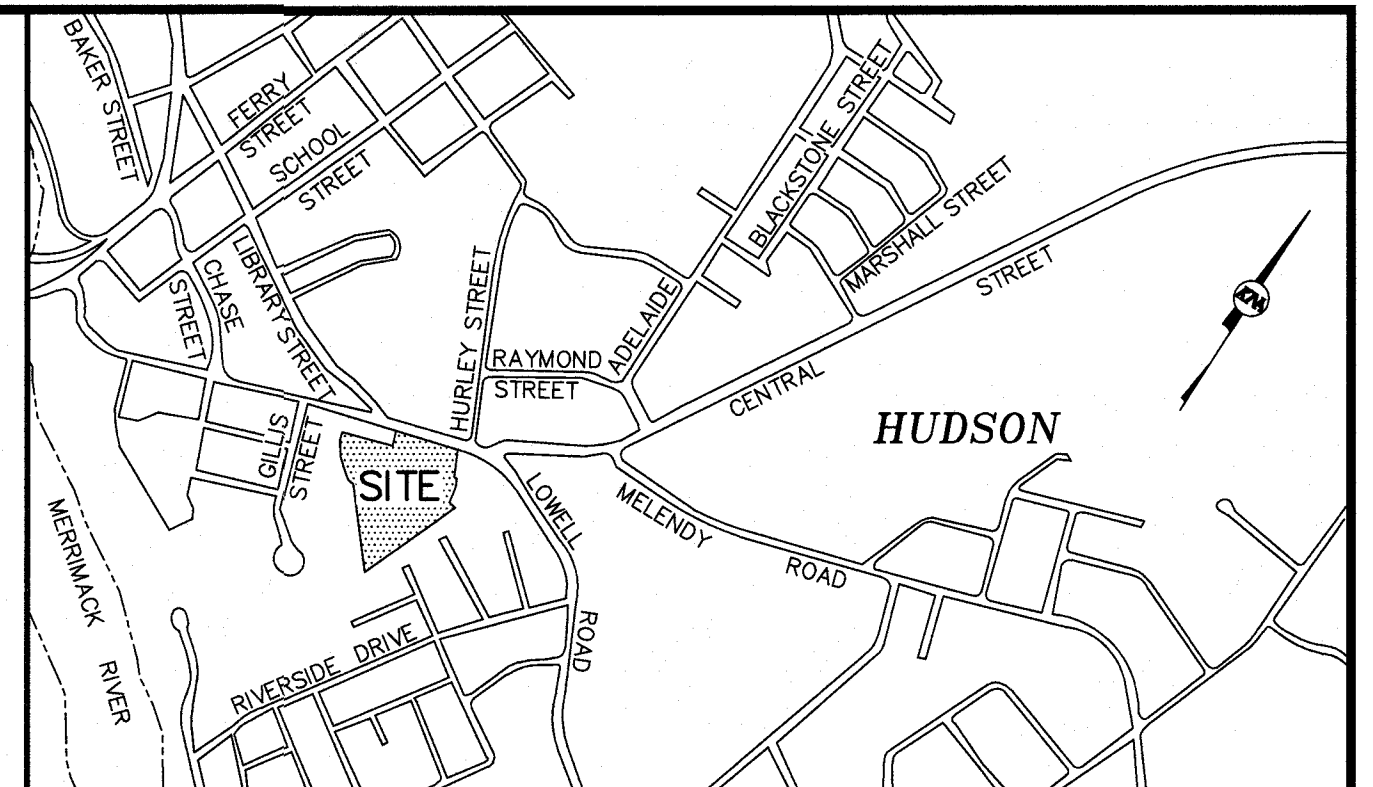 BAKER STREET
FERRY
STREET
SCHOOL
STREET
BLACKSTONE STREET
MARSHALL STREET
STREET
LIBRARY STREET
CHASE
STREET
HURLEY STREET
ADELAIDE
RAYMOND
STREET
CENTRAL
HUDSON
GILLIS
STREET
SITE
LOWELL
ROAD
MELENDY
ROAD
MERRIMACK
RIVER
RIVERSIDE DRIVE